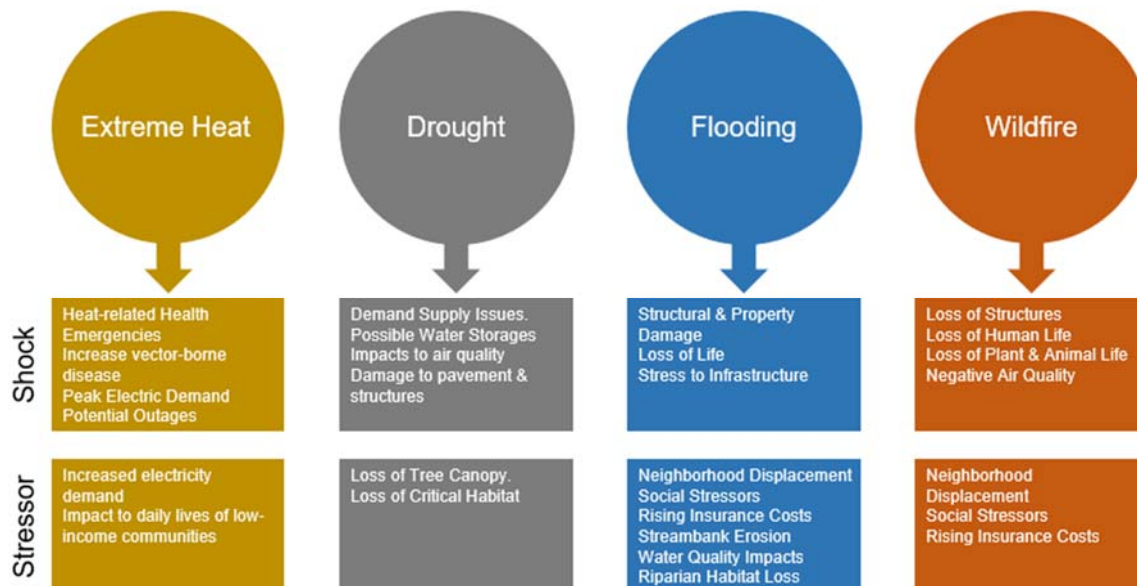 Extreme Heat
Drought
Flooding
Wildfire
Shock
Heat-related Health
Emergencies
Increase vector-borne
disease
Peak Electric Demand
Potential Outages
Demand Supply Issues.
Possible Water Storages
Impacts to air quality
Damage to pavement &
structures
Structural & Property
Damage
Loss of Life
Stress to Infrastructure
Loss of Structures
Loss of Human Life
Loss of Plant & Animal Life
Negative Air Quality
Stressor
Increased electricity
demand
Impact to daily lives of low-
income communities
Loss of Tree Canopy.
Loss of Critical Habitat
Neighborhood Displacement
Social Stressors
Rising Insurance Costs
Streambank Erosion
Water Quality Impacts
Riparian Habitat Loss
Neighborhood
Displacement
Social Stressors
Rising Insurance Costs